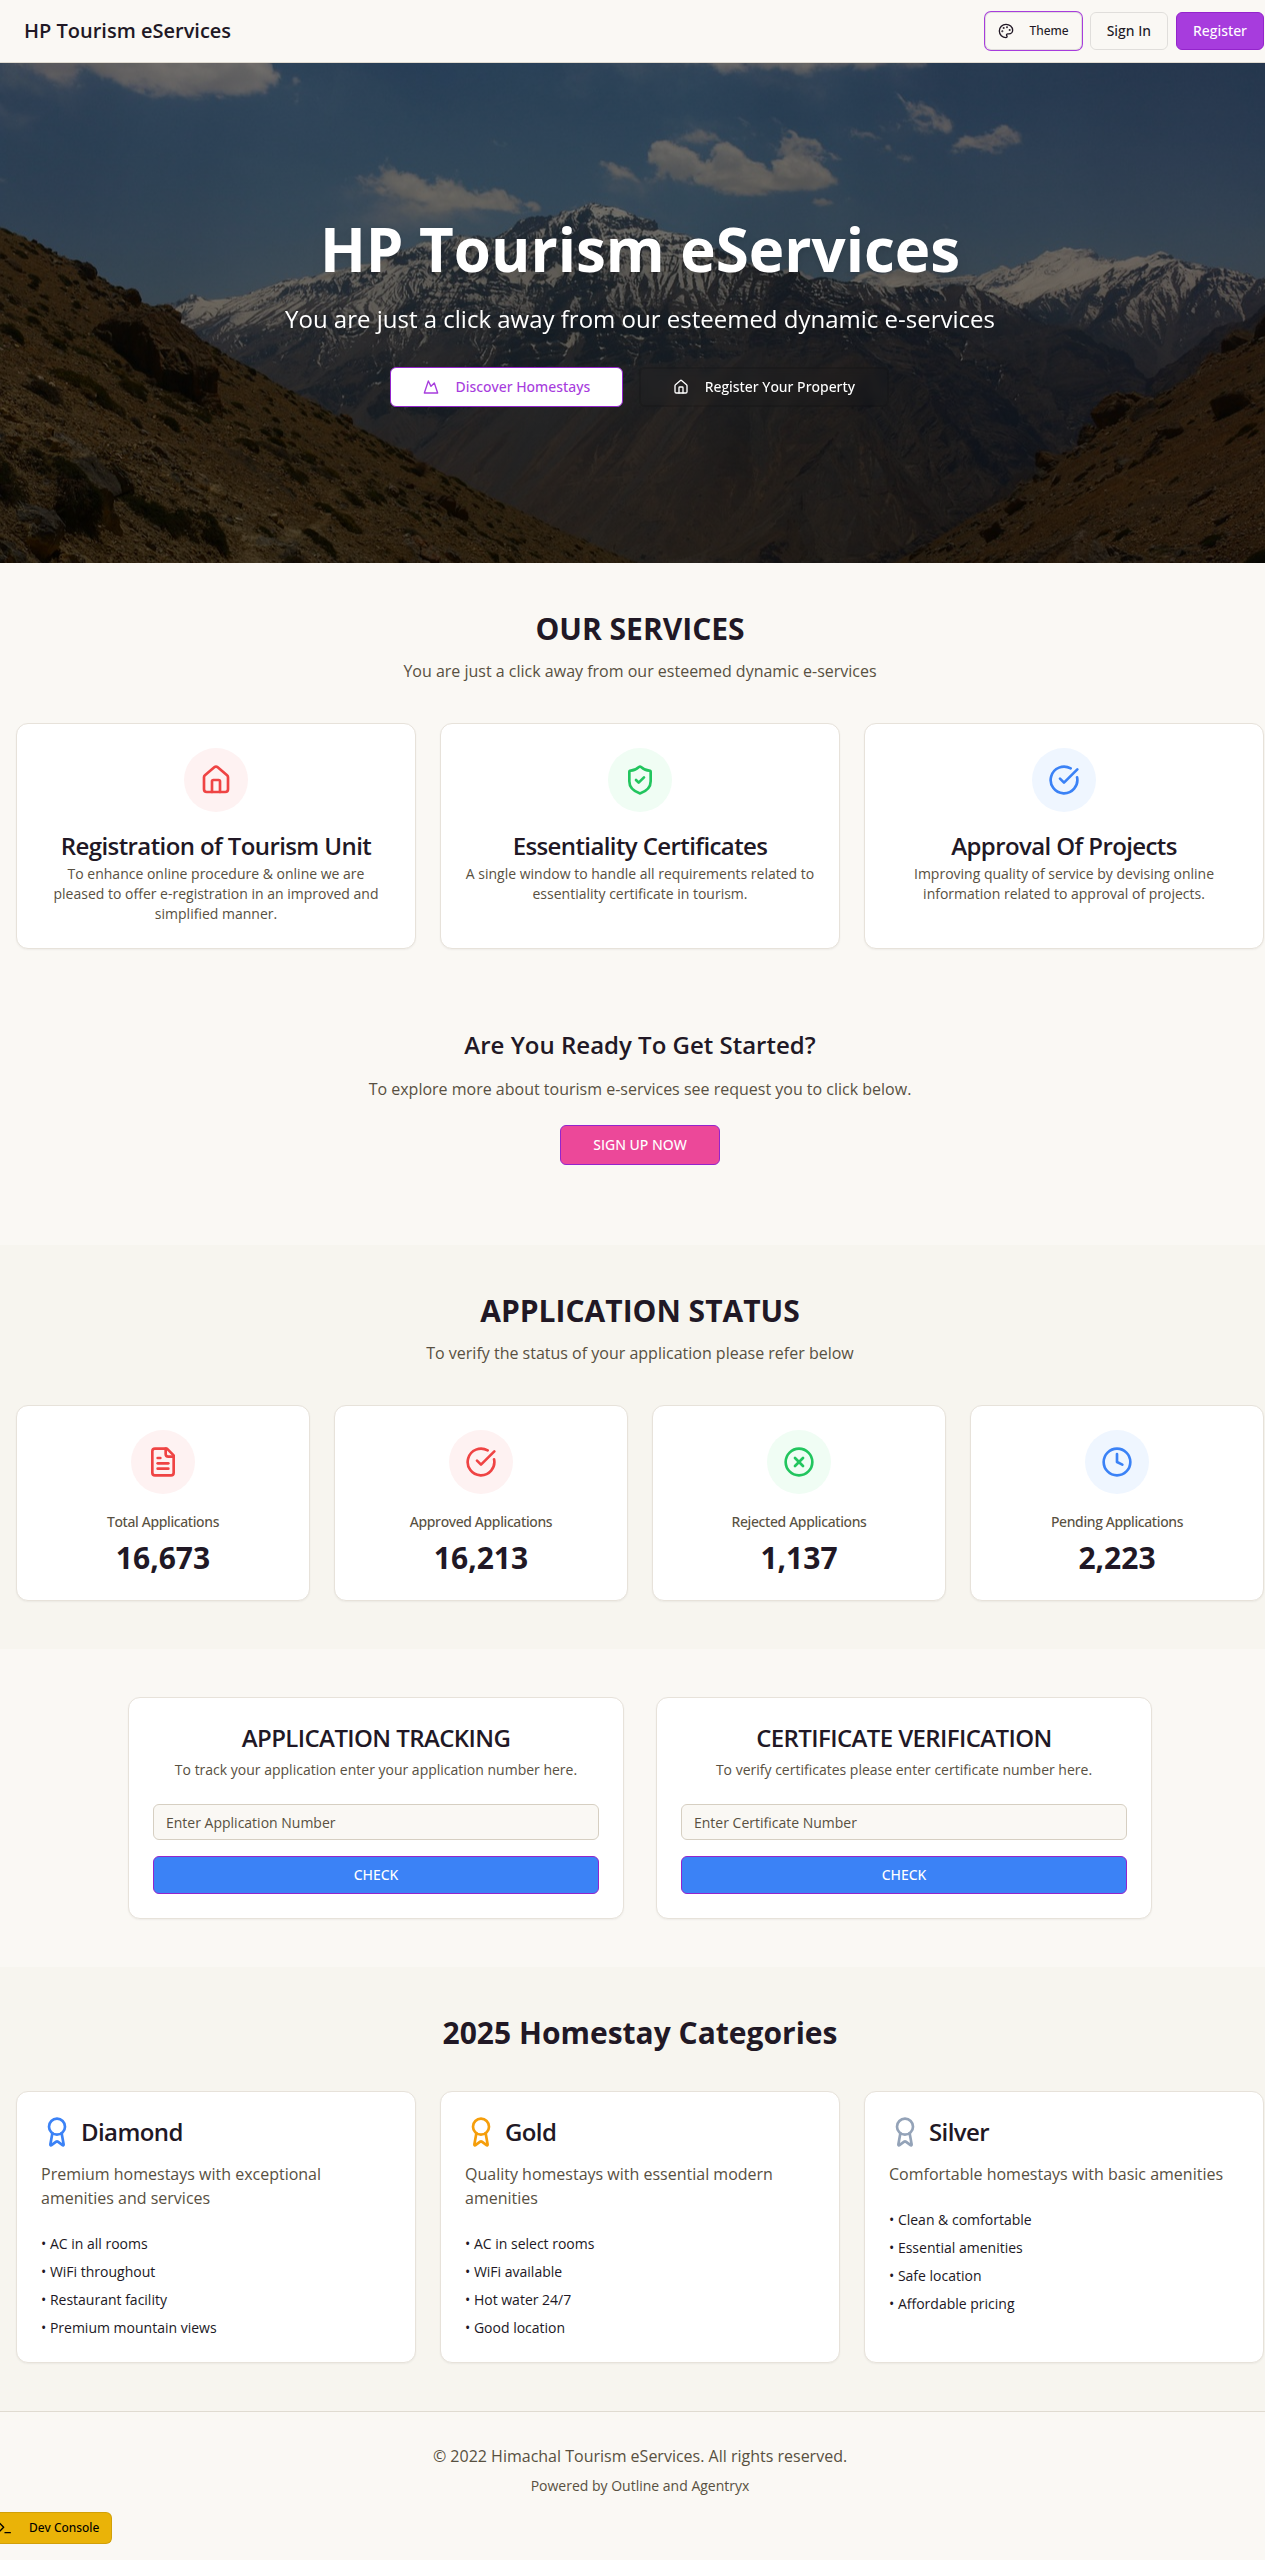 HP Tourism eServices
Theme
Sign In
Register
HP Tourism eServices
You are just a click away from our esteemed dynamic e-services
Discover Homestays
Register Your Property
OUR SERVICES
You are just a click away from our esteemed dynamic e-services
Registration of Tourism Unit
To enhance online procedure & online we are
pleased to offer e-registration in an improved and
simplified manner.
Essentiality Certificates
A single window to handle all requirements related to
essentiality certificate in tourism.
Approval Of Projects
Improving quality of service by devising online
information related to approval of projects.
Are You Ready To Get Started?
To explore more about tourism e-services see request you to click below.
SIGN UP NOW
APPLICATION STATUS
To verify the status of your application please refer below
Total Applications
16,673
Approved Applications
16,213
Rejected Applications
1,137
Pending Applications
2,223
APPLICATION TRACKING
To track your application enter your application number here.
Enter Application Number
CHECK
CERTIFICATE VERIFICATION
To verify certificates please enter certificate number here.
Enter Certificate Number
CHECK
2025 Homestay Categories
Diamond
Premium homestays with exceptional
amenities and services
• AC in all rooms
• WiFi throughout
• Restaurant facility
• Premium mountain views
Gold
Quality homestays with essential modern
amenities
• AC in select rooms
• WiFi available
• Hot water 24/7
• Good location
Silver
Comfortable homestays with basic amenities
• Clean & comfortable
• Essential amenities
• Safe location
• Affordable pricing
© 2022 Himachal Tourism eServices. All rights reserved.
Powered by Outline and Agentryx
Dev Console